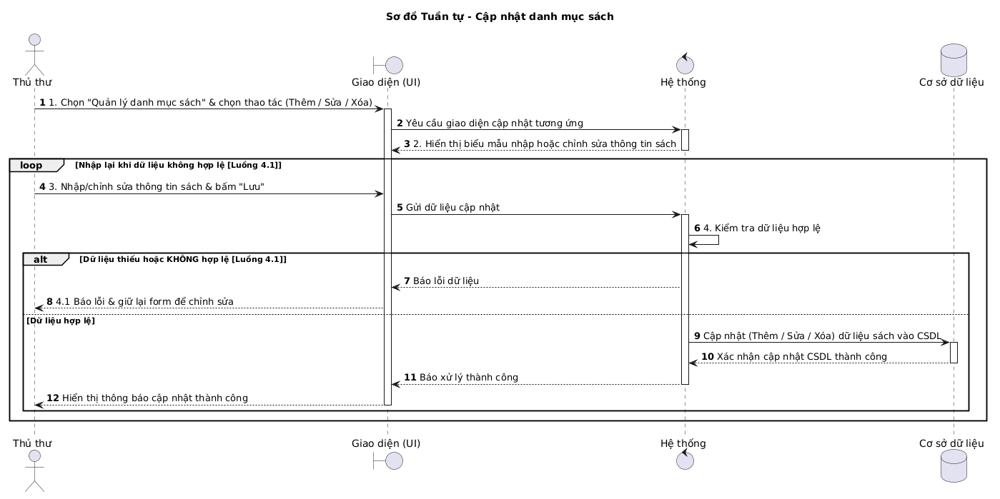 Sơ đồ Tuần tự - Cập nhật danh mục sách
Thủ thư
Giao diện (UI)
Hệ thống
Cơ sở dữ liệu
1 1. Chọn "Quản lý danh mục sách" & chọn thao tác (Thêm / Sửa / Xóa)
2 Yêu cầu giao diện cập nhật tương ứng
3 2. Hiển thị biểu mẫu nhập hoặc chỉnh sửa thông tin sách
loop [Nhập lại khi dữ liệu không hợp lệ [Luồng 4.1]]
4 3. Nhập/chỉnh sửa thông tin sách & bấm "Lưu"
5 Gửi dữ liệu cập nhật
6 4. Kiểm tra dữ liệu hợp lệ
alt [Dữ liệu thiếu hoặc KHÔNG hợp lệ [Luồng 4.1]]
7 Báo lỗi dữ liệu
8 4.1 Báo lỗi & giữ lại form để chỉnh sửa
[Dữ liệu hợp lệ]
9 Cập nhật (Thêm / Sửa / Xóa) dữ liệu sách vào CSDL
10 Xác nhận cập nhật CSDL thành công
11 Báo xử lý thành công
12 Hiển thị thông báo cập nhật thành công
Thủ thư
Giao diện (UI)
Hệ thống
Cơ sở dữ liệu